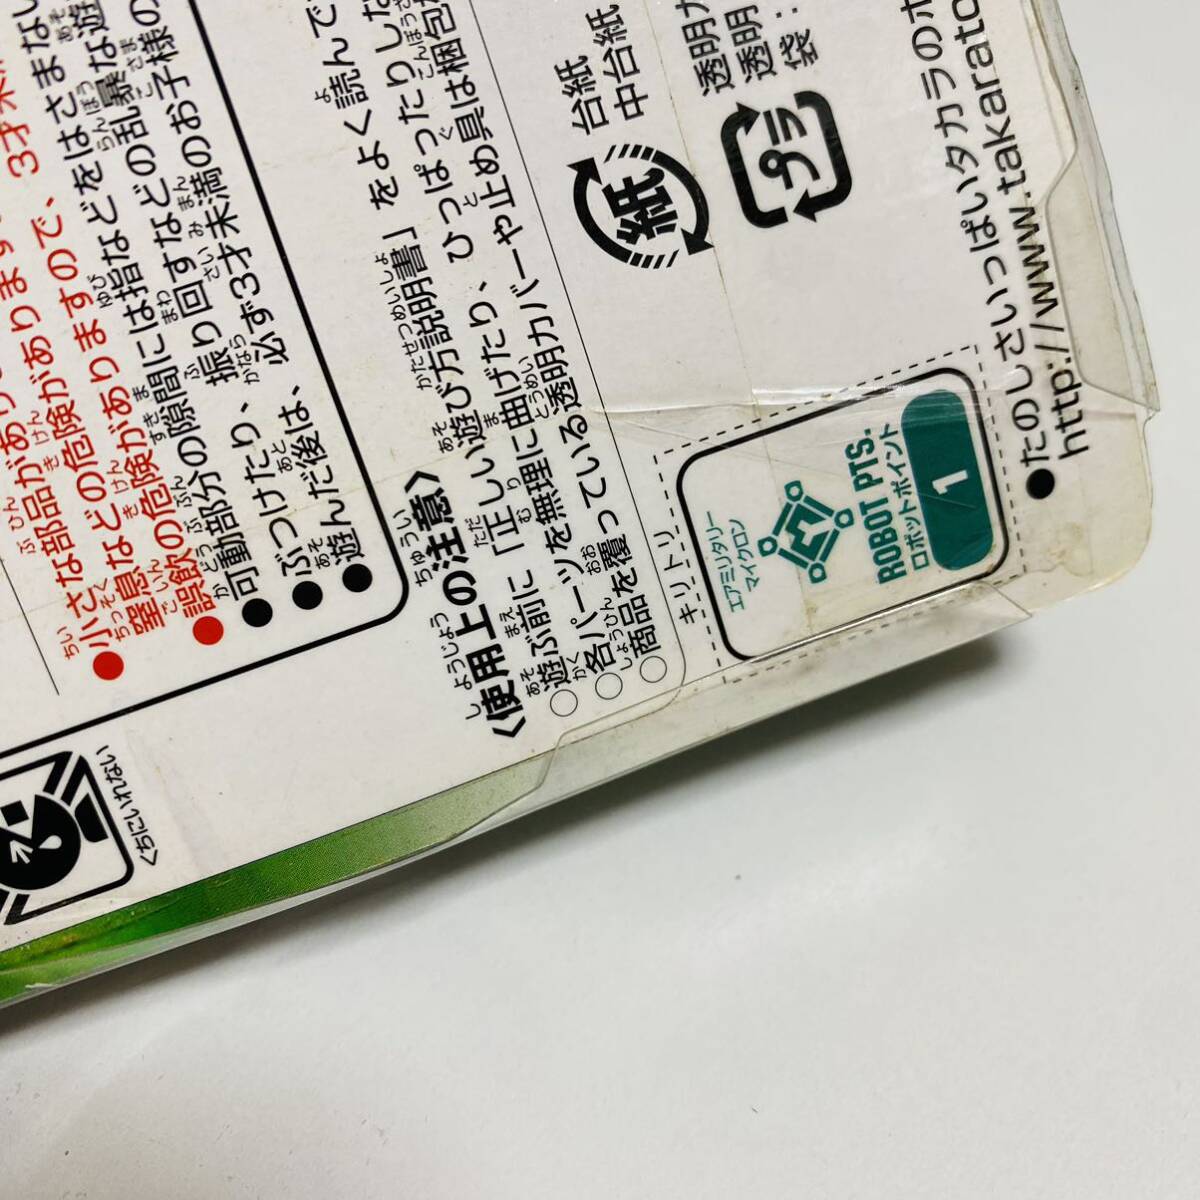 小さな部品があり
窒息などの危険がありますので、3才未
誤飲の危険がありますので、
可動部分の隙間には指などをはさまない
ぶつけたり、振り回すなどの乱暴な遊
遊んだ後は、必ず3才未満のお子様の
くちにいれない
〈使用上の注意〉
遊ぶ前に「正しい遊び方説明書」をよく読んで
各パーツを無理に曲げたり、ひっぱったりしな
商品を覆っている透明カバーや止め具は梱包
紙
台紙
中台紙
プラ
透明カ
透明
袋:
キリトリ
エアミリタリー
マイクロン
ROBOT PTS.
ロボットポイント
1
●たのしさいっぱいタカラのホ
http://www.takarato